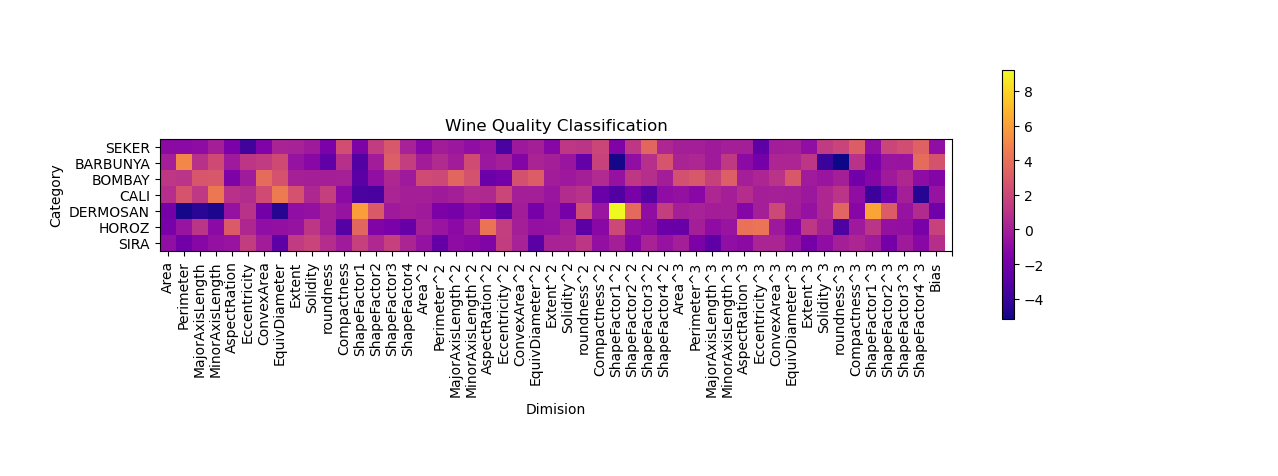 Wine Quality Classification
Category
SEKER
BARBUNYA
BOMBAY
CALI
DERMOSAN
HOROZ
SIRA
Area
Perimeter
MajorAxisLength
MinorAxisLength
AspectRation
Eccentricity
ConvexArea
EquivDiameter
Extent
Solidity
roundness
Compactness
ShapeFactor1
ShapeFactor2
ShapeFactor3
ShapeFactor4
Area^2
Perimeter^2
MajorAxisLength^2
MinorAxisLength^2
AspectRation^2
Eccentricity^2
ConvexArea^2
EquivDiameter^2
Extent^2
Solidity^2
roundness^2
Compactness^2
ShapeFactor1^2
ShapeFactor2^2
ShapeFactor3^2
ShapeFactor4^2
Area^3
Perimeter^3
MajorAxisLength^3
MinorAxisLength^3
AspectRation^3
Eccentricity^3
ConvexArea^3
EquivDiameter^3
Extent^3
Solidity^3
roundness^3
Compactness^3
ShapeFactor1^3
ShapeFactor2^3
ShapeFactor3^3
ShapeFactor4^3
Bias
Dimision
8
6
4
2
0
−2
−4